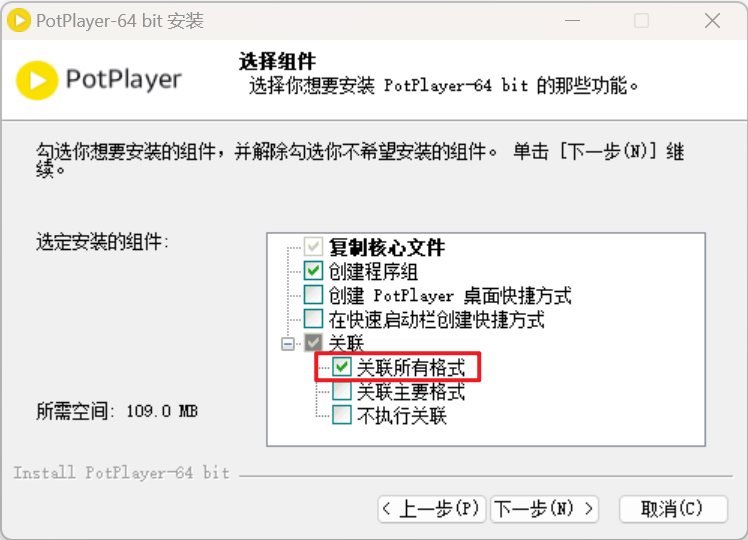 PotPlayer-64 bit 安装
PotPlayer
选择组件
选择你想要安装 PotPlayer-64 bit 的那些功能。
勾选你想要安装的组件，并解除勾选你不希望安装的组件。 单击 [下一步(N)] 继
续。
选定安装的组件:
复制核心文件
创建程序组
创建 PotPlayer 桌面快捷方式
在快速启动栏创建快捷方式
关联
关联所有格式
关联主要格式
不执行关联
所需空间: 109.0 MB
Install PotPlayer-64 bit
< 上一步(P)
下一步(N) >
取消(C)